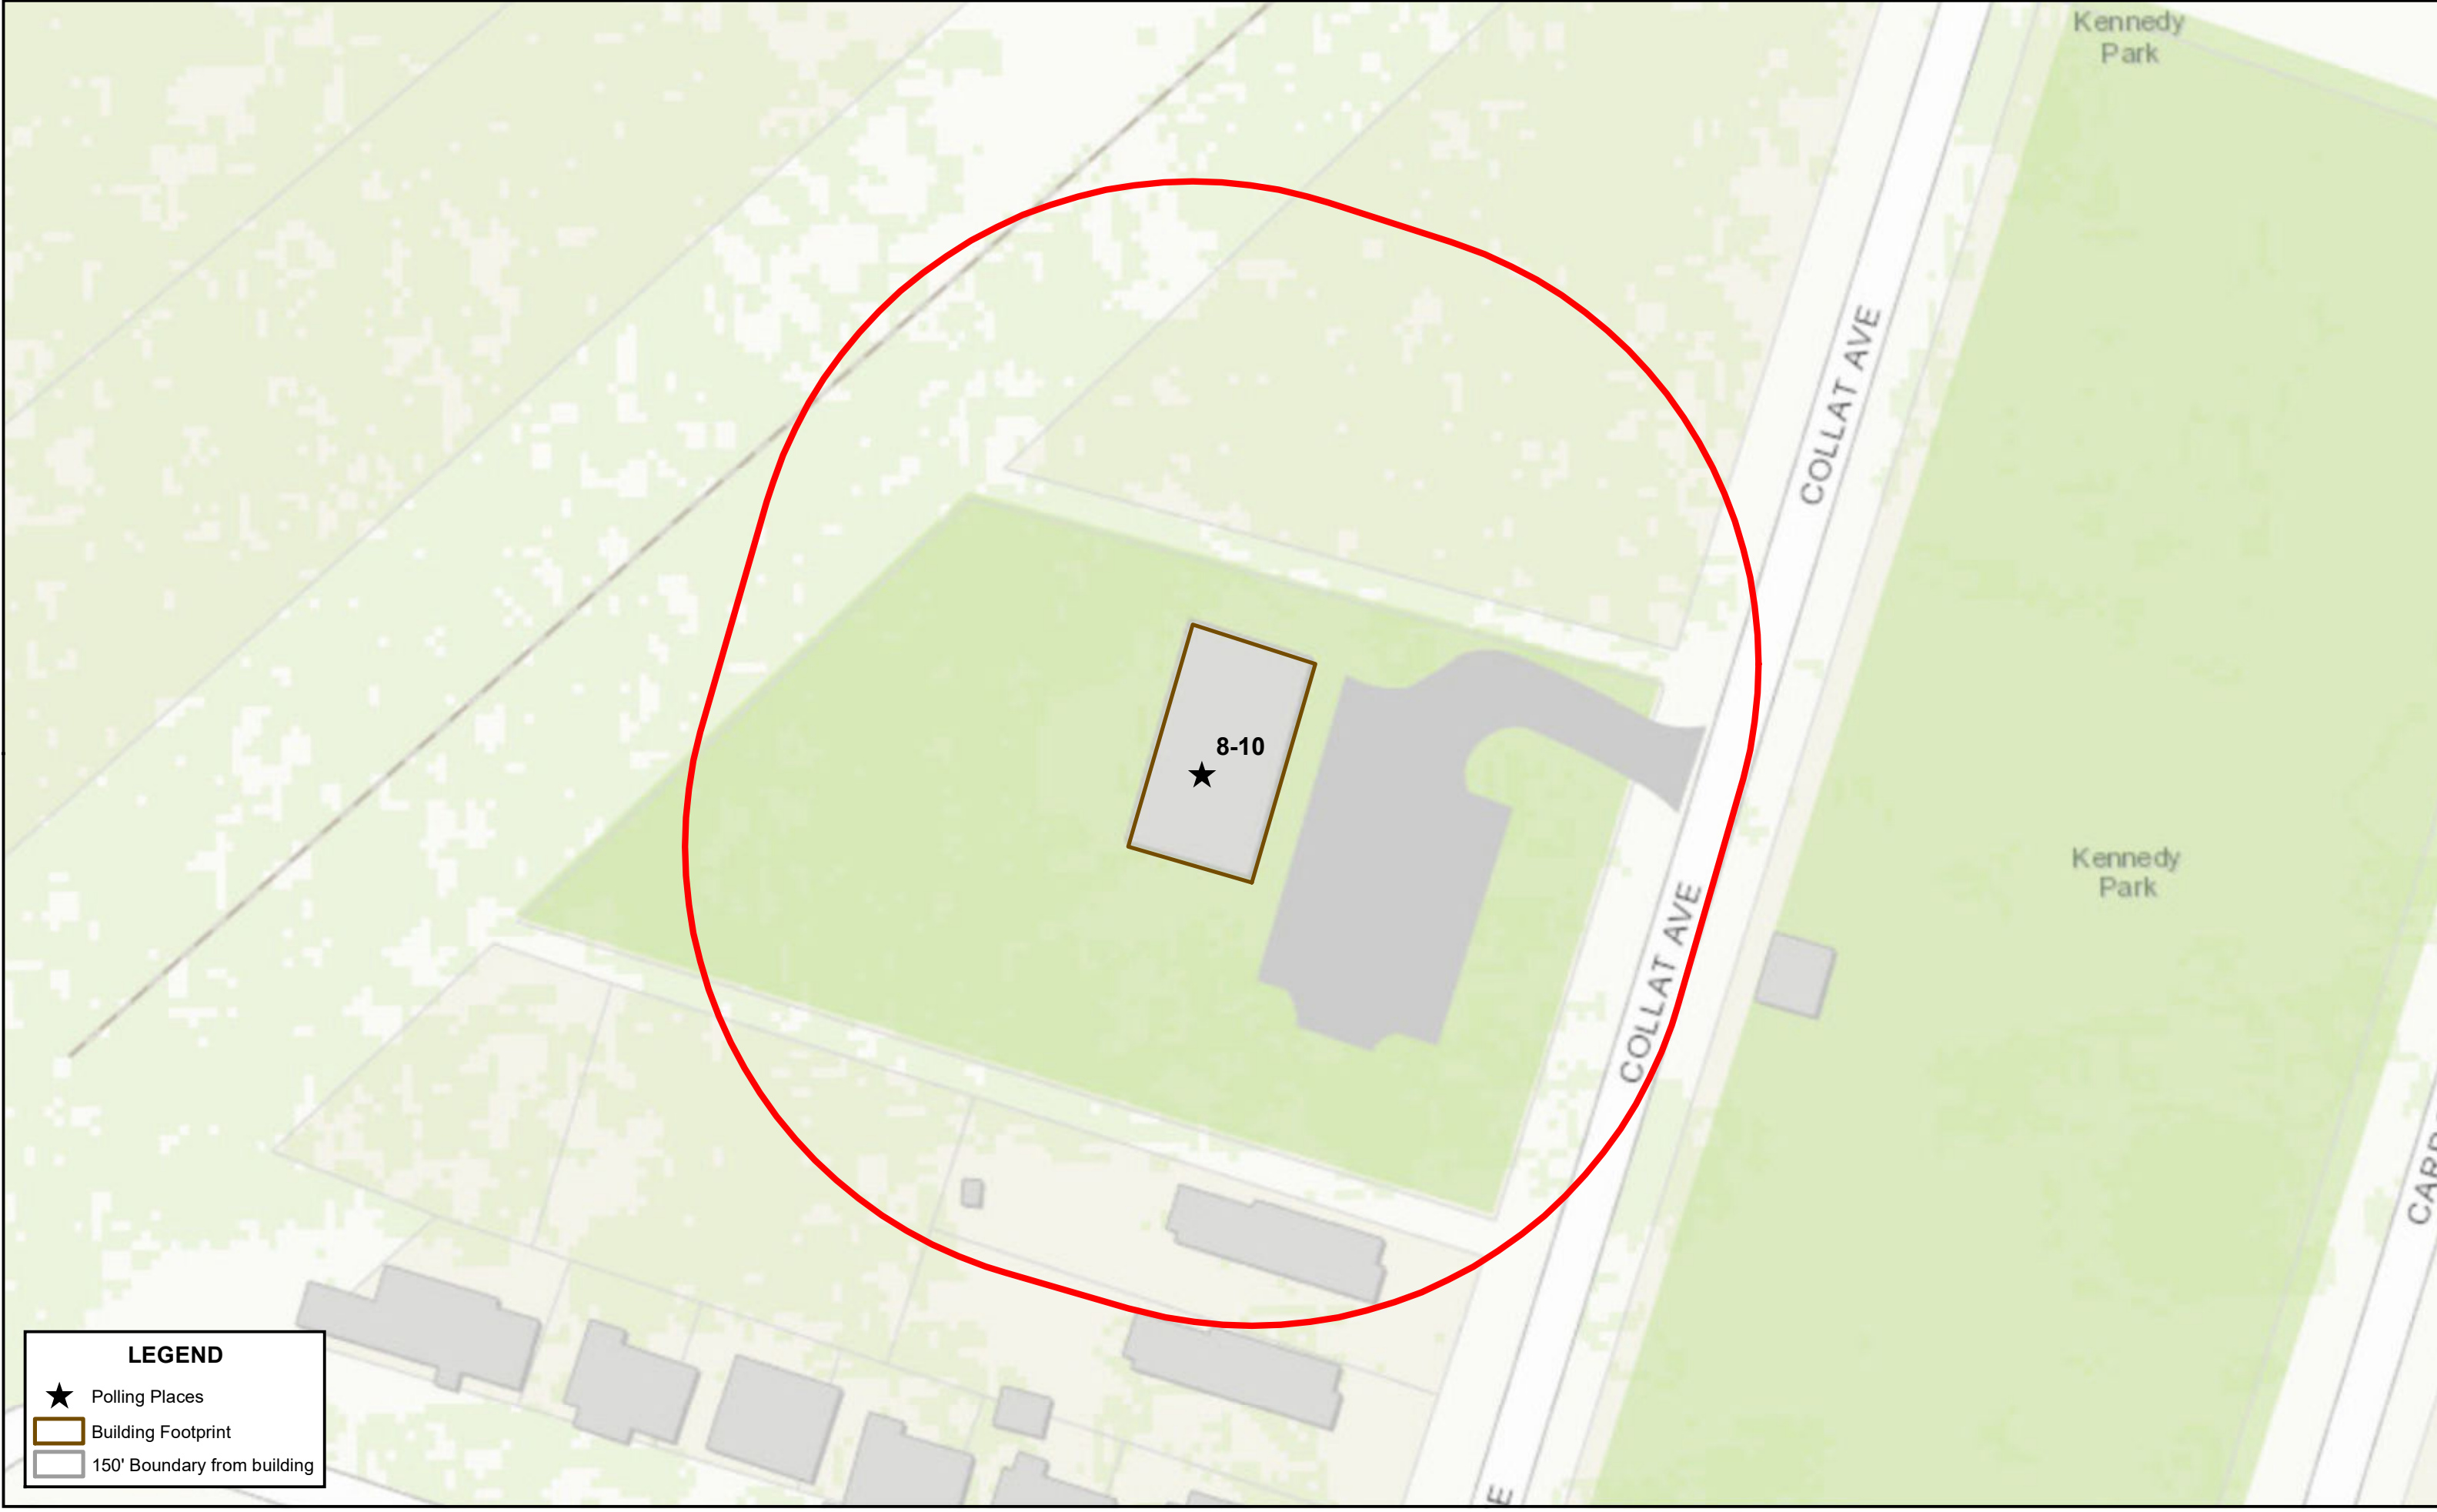 Kennedy
Park
COLLAT AVE
8-10
Kennedy
Park
COLLAT AVE
LEGEND
Polling Places
Building Footprint
150' Boundary from building